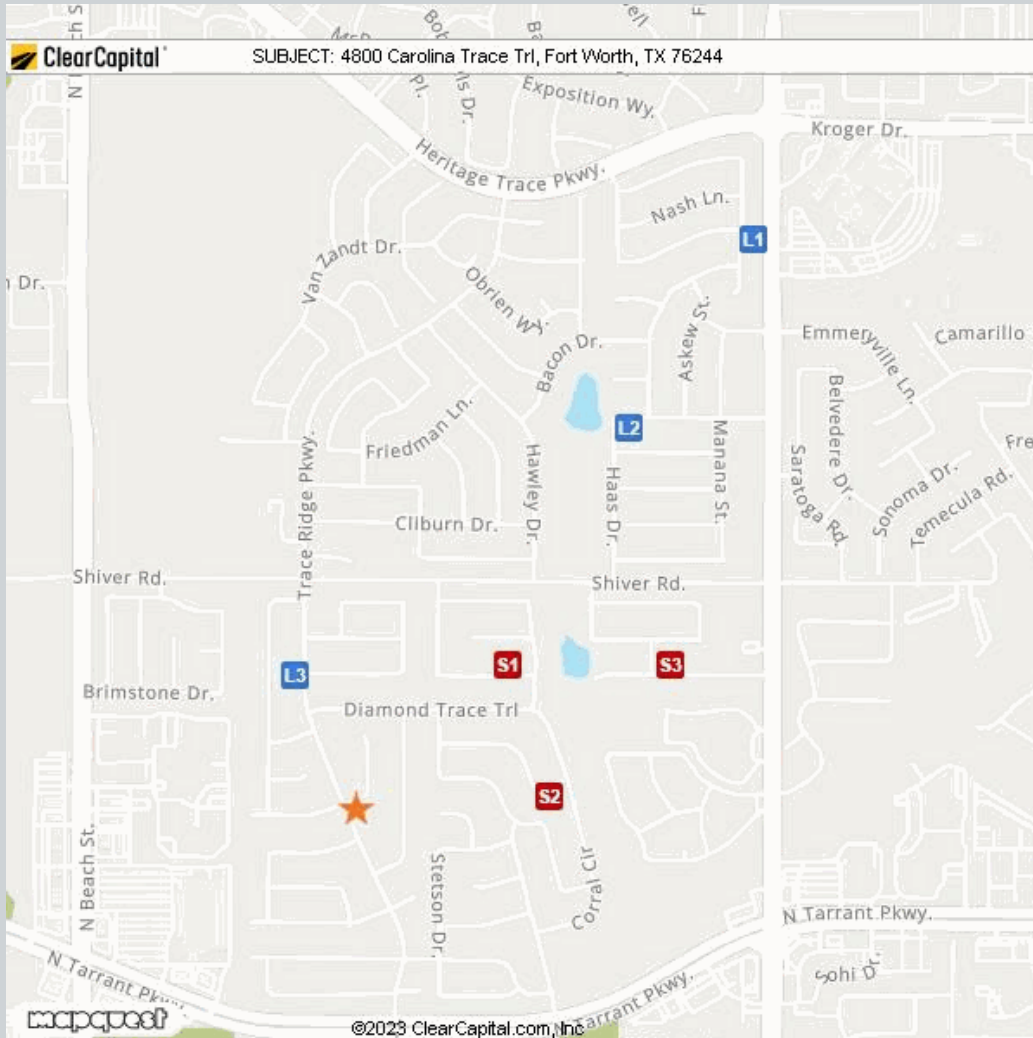 ClearCapital
SUBJECT: 4800 Carolina Trace Trl, Fort Worth, TX 76244
Pl.
Exposition Wy.
Kroger Dr.
Heritage Trace Pkwy.
Nash Ln.
L1
Van Zandt Dr.
Obrien Wy.
Askew St.
Emmeryville Ln.
Camarillo
Bacon Dr.
Belvedere Dr.
L2
Friedman Ln.
Hawley Dr.
Haas Dr.
Manana St.
Saratoga Rd.
Sonoma Dr.
Temecula Rd.
Fre
Trace Ridge Pkwy.
Cliburn Dr.
Shiver Rd.
Shiver Rd.
S1
S3
L3
Brimstone Dr.
Diamond Trace Trl
S2
N Beach St.
Stetson Dr.
Corral Cir
N Tarrant Pkwy.
N Tarrant Pkwy.
N Tarrant Pkwy.
Sohi Dr.
mapquest
©2023 ClearCapital.com, Inc